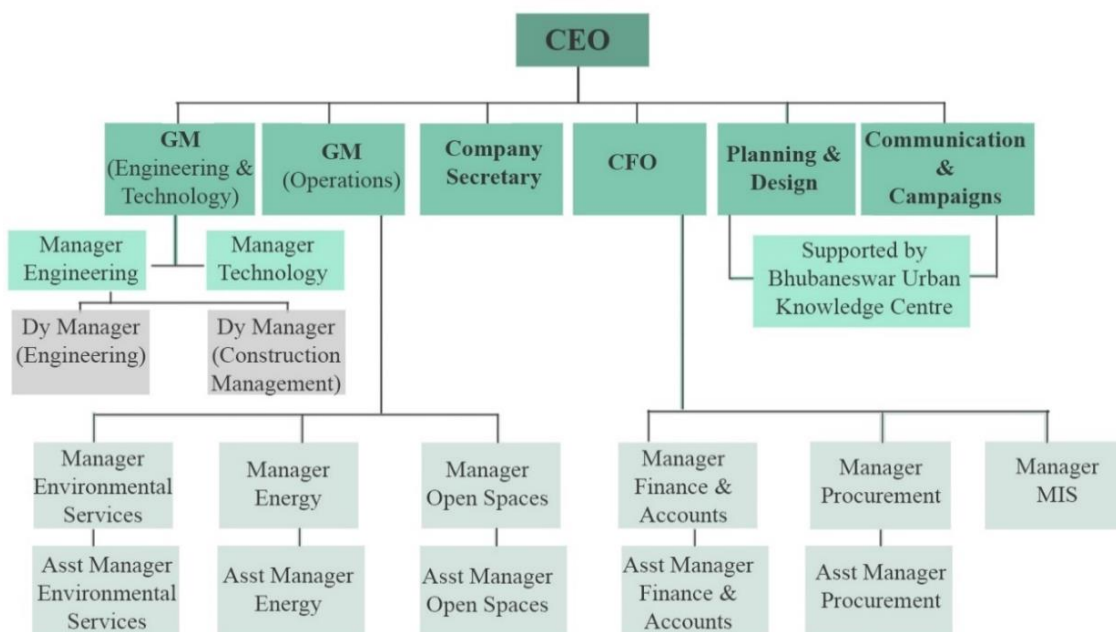 CEO
GM
(Engineering &
Technology)
GM
(Operations)
Company
Secretary
CFO
Planning &
Design
Communication
&
Campaigns
Manager
Engineering
Manager
Technology
Supported by
Bhubaneswar Urban
Knowledge Centre
Dy Manager
(Engineering)
Dy Manager
(Construction
Management)
Manager
Environmental
Services
Manager
Energy
Manager
Open Spaces
Manager
Finance &
Accounts
Manager
Procurement
Manager
MIS
Asst Manager
Environmental
Services
Asst Manager
Energy
Asst Manager
Open Spaces
Asst Manager
Finance &
Accounts
Asst Manager
Procurement